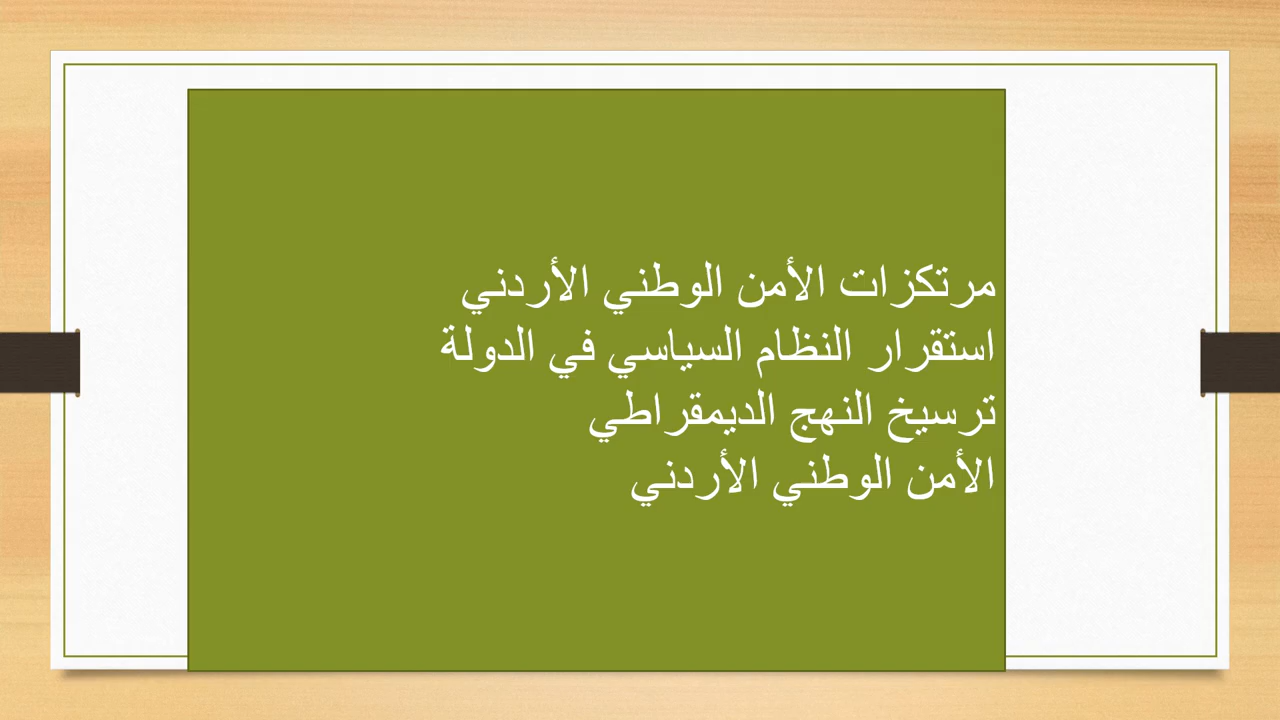 مرتكزات الأمن الوطني الأردني
استقرار النظام السياسي في الدولة
ترسيخ النهج الديمقراطي
الأمن الوطني الأردني